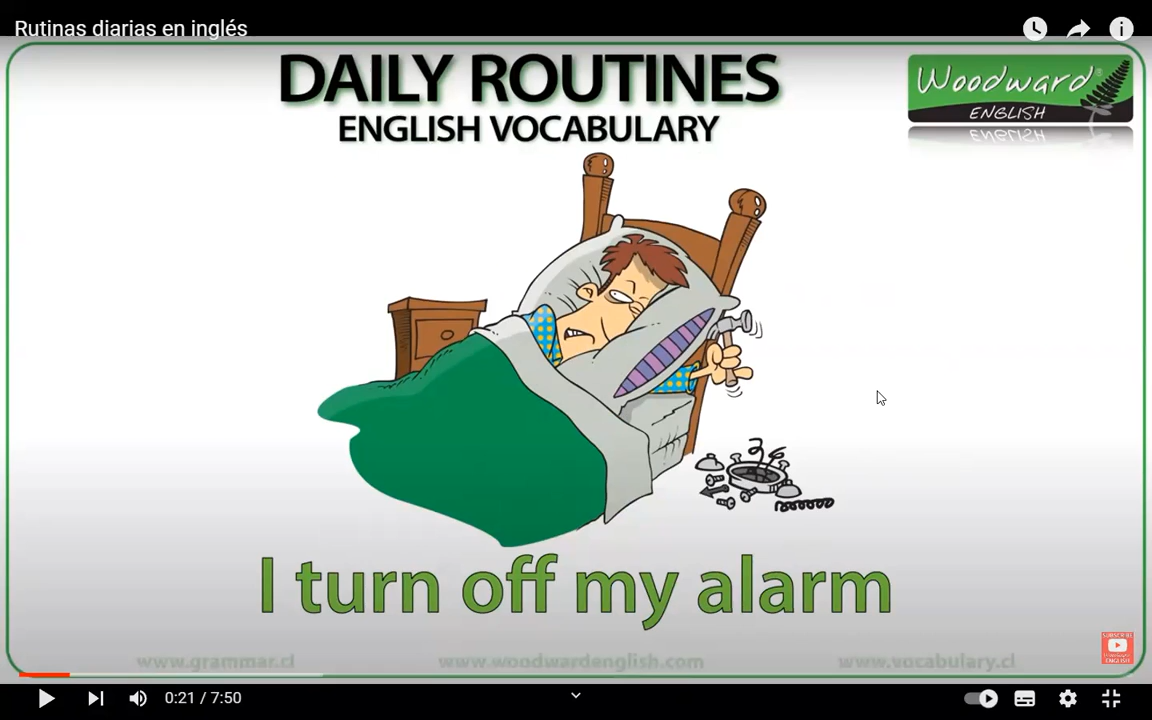 Rutinas diarias en inglés
DAILY ROUTINES
ENGLISH VOCABULARY
Woodward®
ENGLISH
I turn off my alarm
SUBSCRIBE
www.grammar.cl
www.woodwardenglish.com
www.vocabulary.cl
0:21 / 7:50